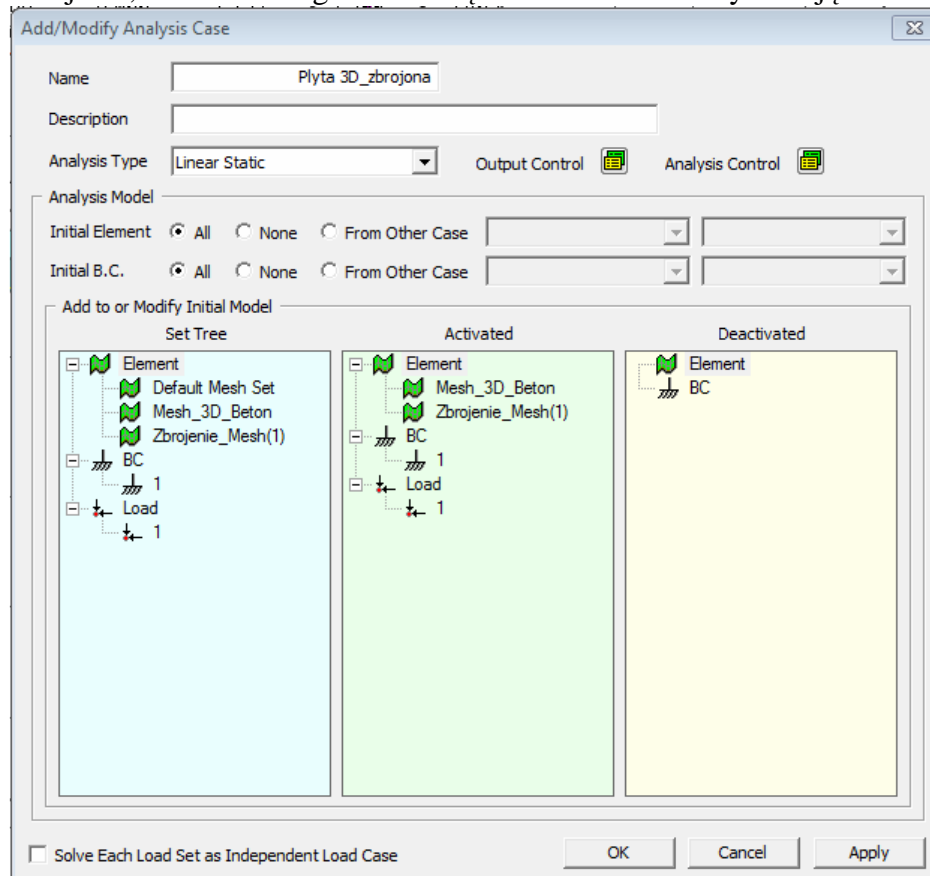 Add/Modify Analysis Case
Name Plyta 3D_zbrojona
Description
Analysis Type Linear Static Output Control Analysis Control
Analysis Model
Initial Element All None From Other Case
Initial B.C. All None From Other Case
Add to or Modify Initial Model
Set Tree Activated Deactivated
Element Element Element
Default Mesh Set Mesh_3D_Beton BC
Mesh_3D_Beton Zbrojenie_Mesh(1)
Zbrojenie_Mesh(1) BC
BC 1
1 Load
Load 1
1
Solve Each Load Set as Independent Load Case OK Cancel Apply